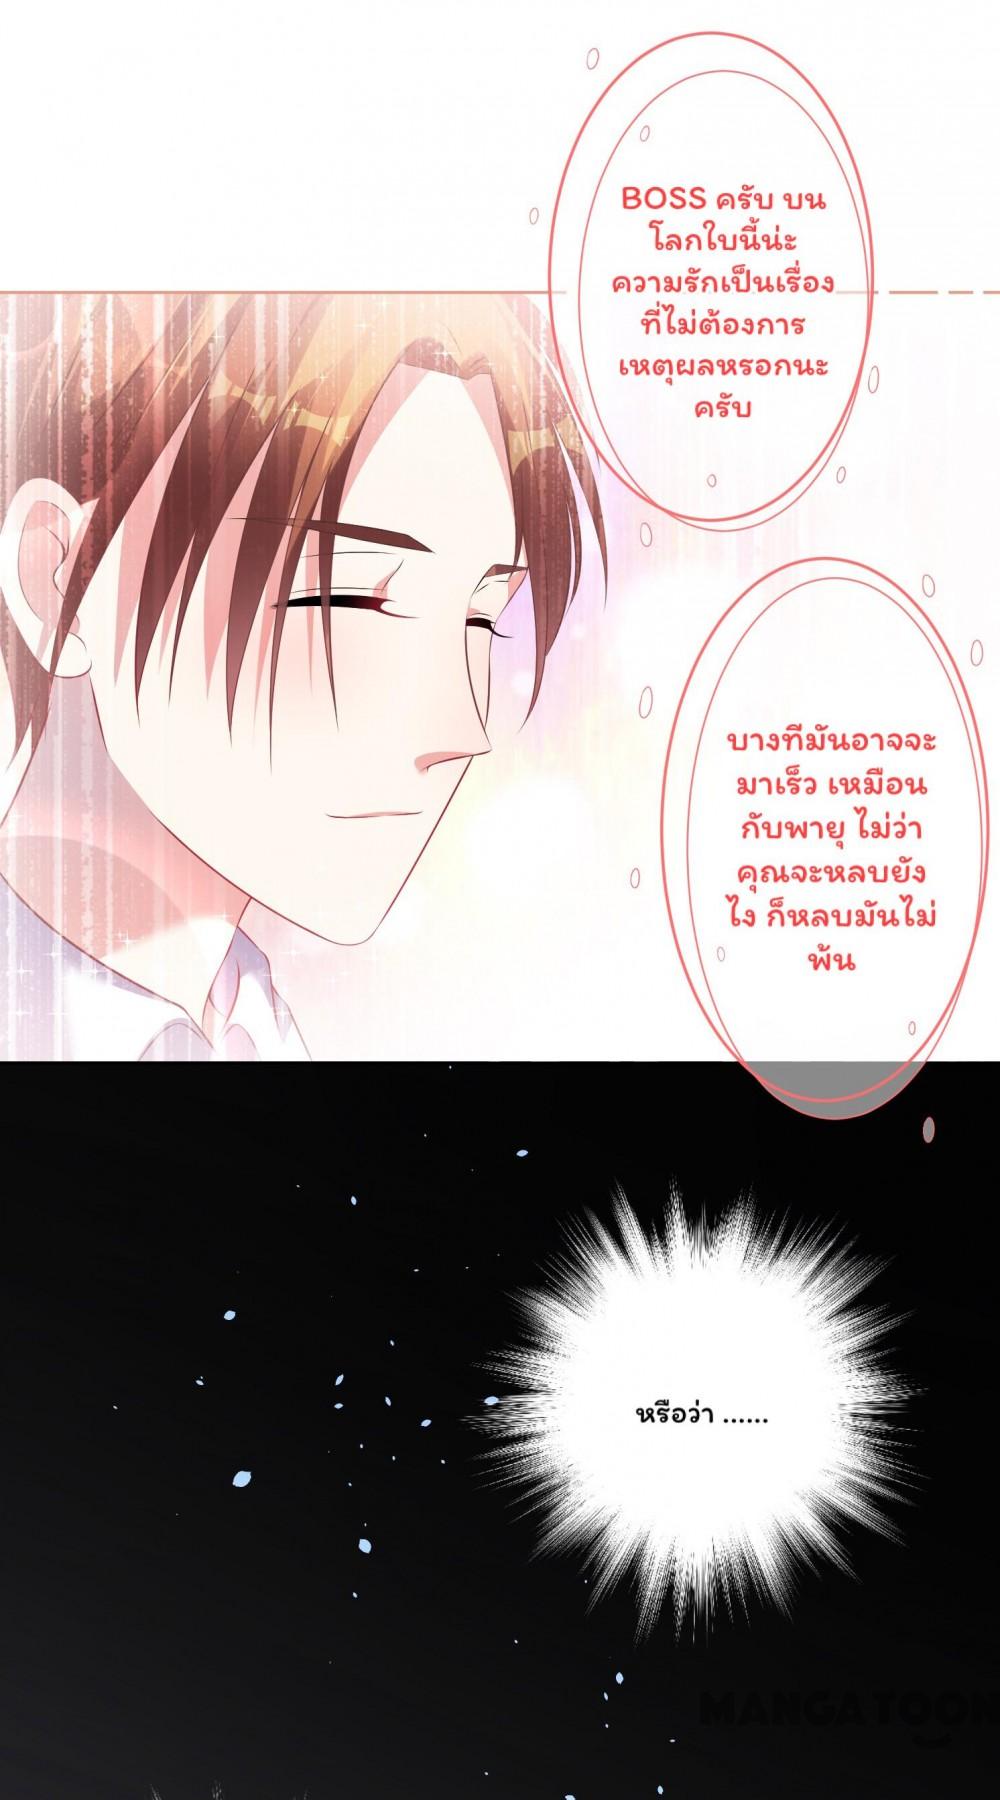 BOSS ครับ บน
โลกใบนี้น่ะ
ความรักเป็นเรื่อง
ที่ไม่ต้องการ
เหตุผลหรอกนะ
ครับ
บางทีมันอาจจะ
มาเร็ว เหมือน
กับพายุ ไม่ว่า
คุณจะหลบยัง
ไง ก็หลบมันไม่
พ้น
หรือว่า ......
MANGATOON